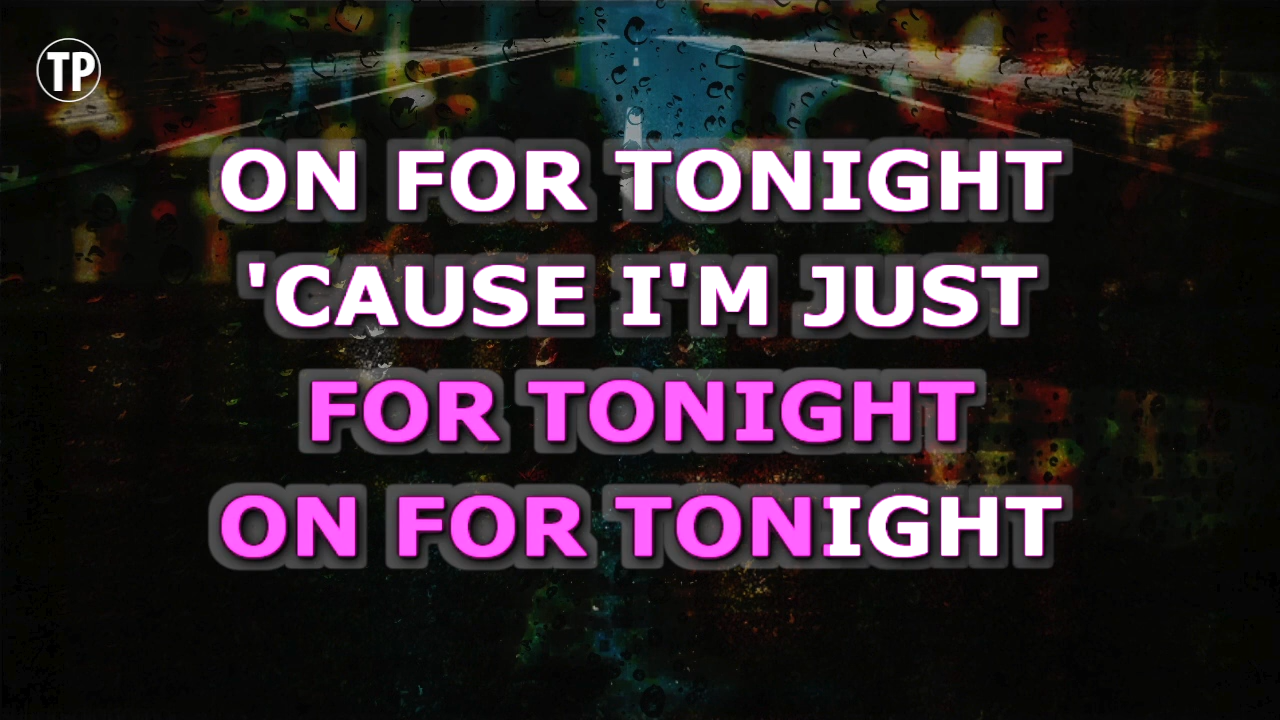 TP
ON FOR TONIGHT
'CAUSE I'M JUST
FOR TONIGHT
ON FOR TONIGHT